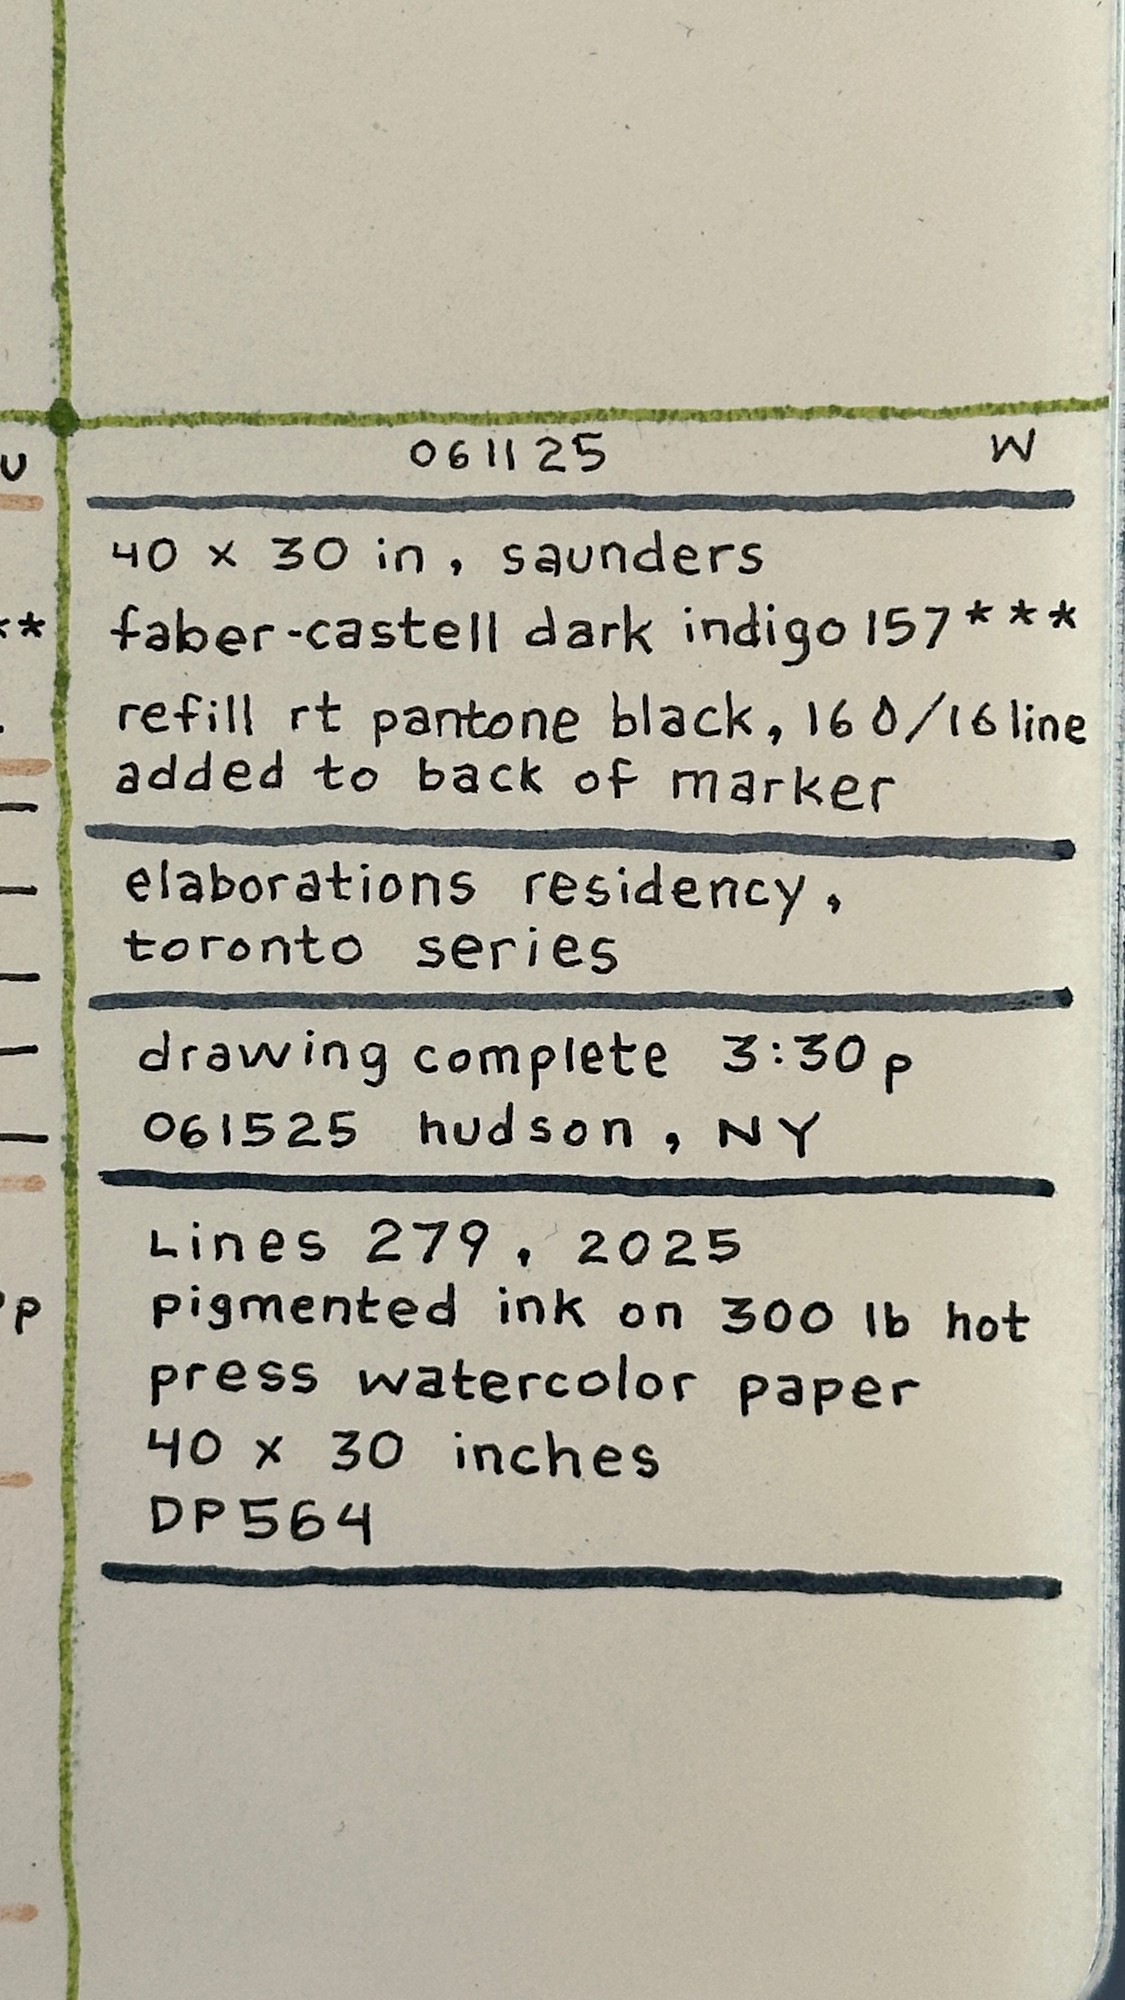 061125 W
40 x 30 in, saunders
faber-castell dark indigo 157***
refill rt pantone black, 160/16 line
added to back of marker
elaborations residency,
toronto series
drawing complete 3:30 p
061525 hudson, NY
Lines 279, 2025
pigmented ink on 300 lb hot
press watercolor paper
40 x 30 inches
DP564